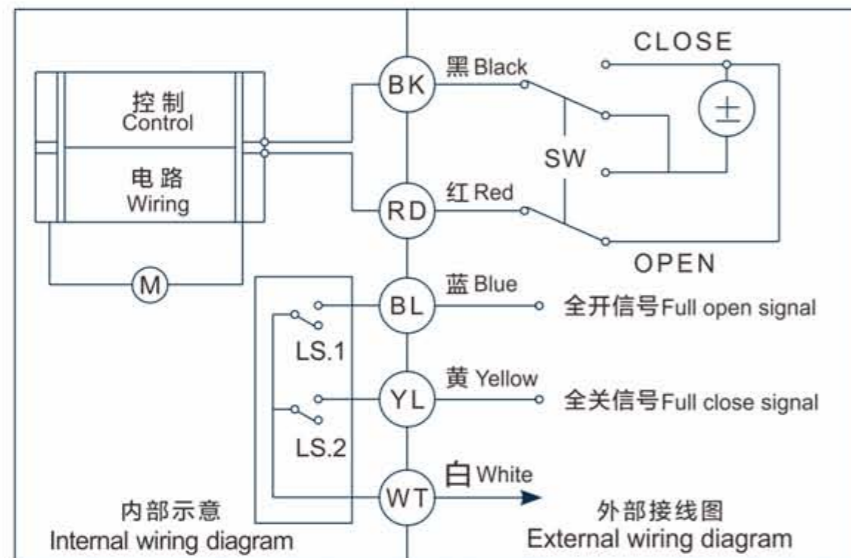 控制
Control
电路
Wiring
M
BK
黑 Black
CLOSE
±
SW
RD
红 Red
OPEN
BL
蓝 Blue
全开信号 Full open signal
LS.1
YL
黄 Yellow
全关信号 Full close signal
LS.2
WT
白 White
内部示意
Internal wiring diagram
外部接线图
External wiring diagram